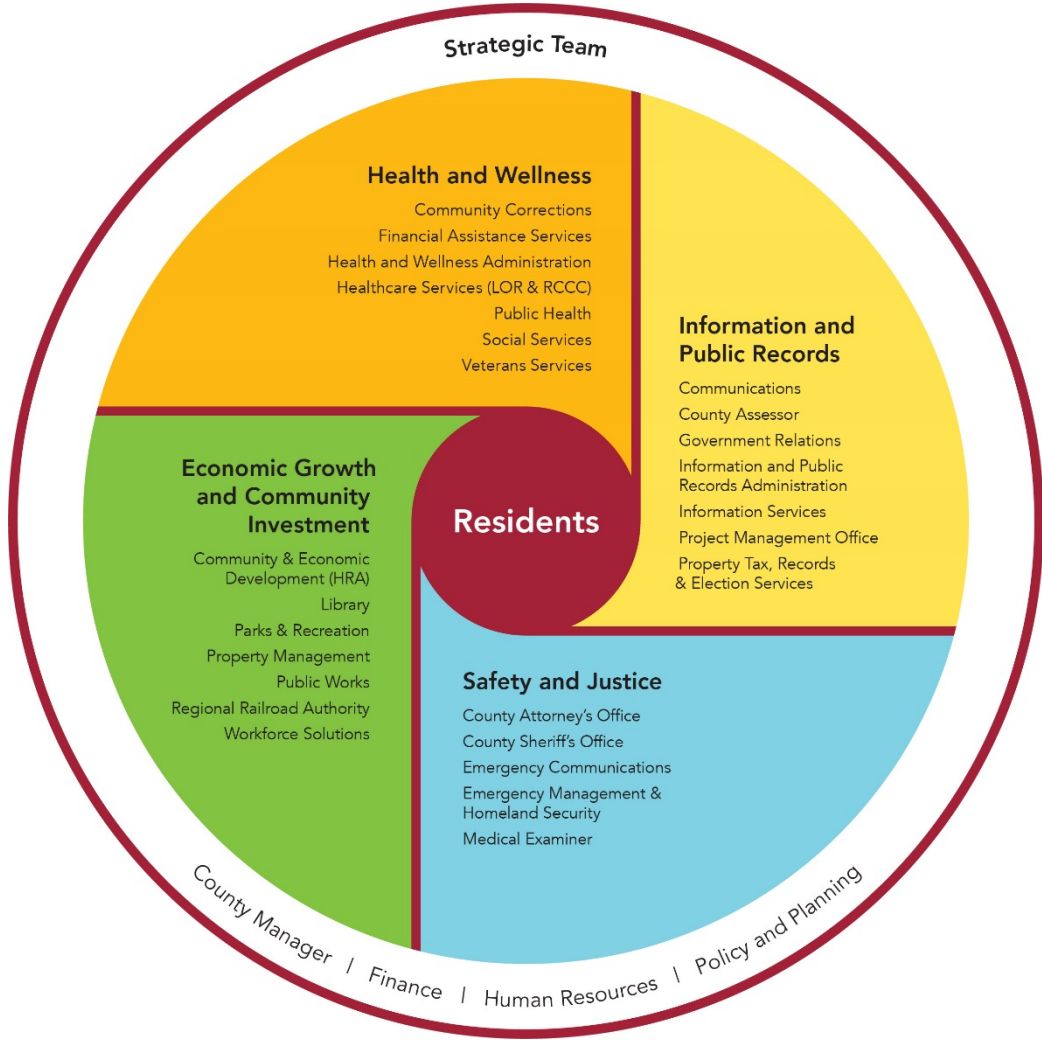 Strategic Team
Health and Wellness
Community Corrections
Financial Assistance Services
Health and Wellness Administration
Healthcare Services (LOR & RCCC)
Public Health
Social Services
Veterans Services
Information and
Public Records
Communications
County Assessor
Government Relations
Information and Public
Records Administration
Information Services
Project Management Office
Property Tax, Records
& Election Services
Economic Growth
and Community
Investment
Community & Economic
Development (HRA)
Library
Parks & Recreation
Property Management
Public Works
Regional Railroad Authority
Workforce Solutions
Residents
Safety and Justice
County Attorney’s Office
County Sheriff’s Office
Emergency Communications
Emergency Management &
Homeland Security
Medical Examiner
County Manager | Finance | Human Resources | Policy and Planning